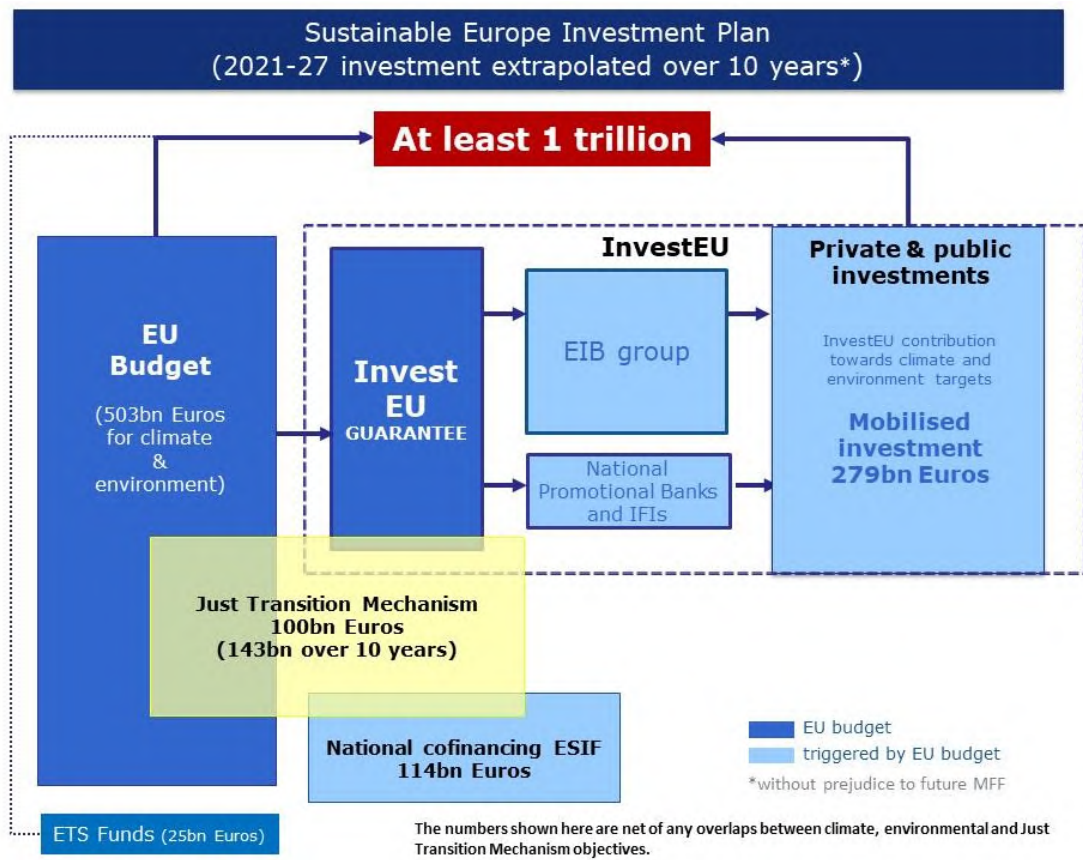 Sustainable Europe Investment Plan
(2021-27 investment extrapolated over 10 years*)
At least 1 trillion
EU
Budget
(503bn Euros
for climate
&
environment)
Invest
EU
GUARANTEE
InvestEU
EIB group
National
Promotional Banks
and IFIs
Private & public
investments
InvestEU contribution
towards climate and
environment targets
Mobilised
investment
279bn Euros
Just Transition Mechanism
100bn Euros
(143bn over 10 years)
National cofinancing ESIF
114bn Euros
EU budget
triggered by EU budget
*without prejudice to future MFF
ETS Funds (25bn Euros)
The numbers shown here are net of any overlaps between climate, environmental and Just
Transition Mechanism objectives.